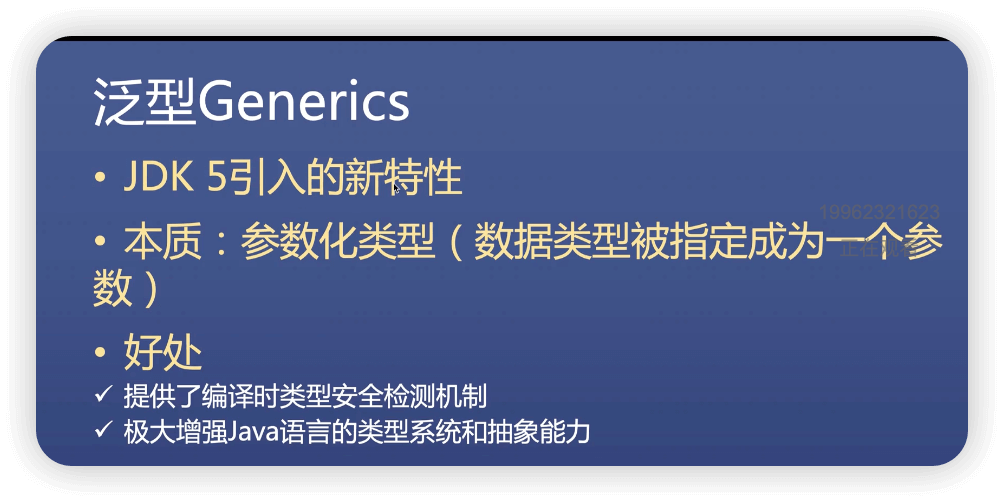 泛型Generics
• JDK 5引入的新特性
19962321623
• 本质：参数化类型（数据类型被指定成为一个参
数）
• 好处
✓ 提供了编译时类型安全检测机制
✓ 极大增强Java语言的类型系统和抽象能力